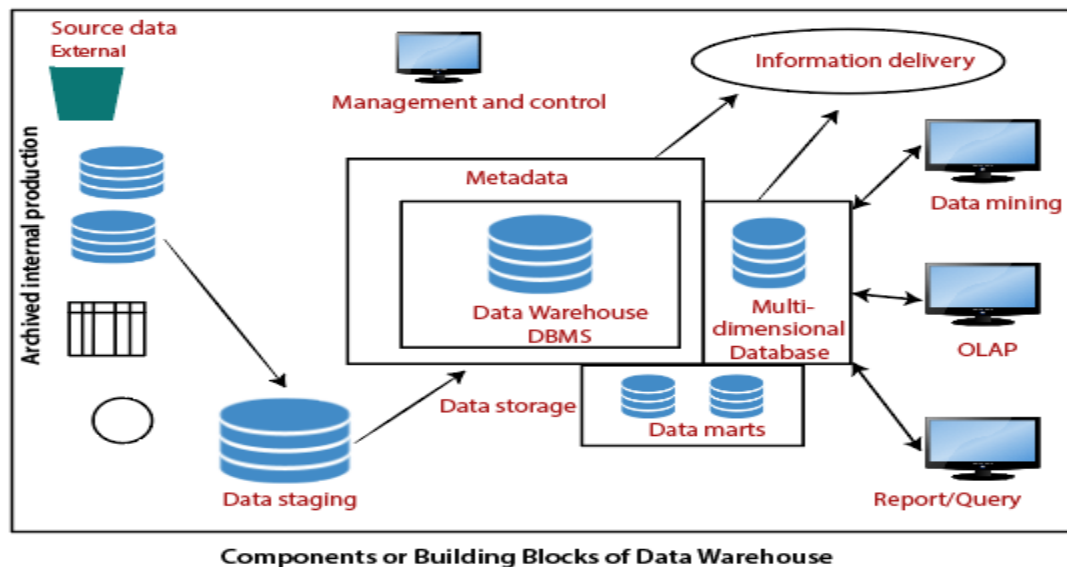 Source data
External
Management and control
Information delivery
Archived internal production
Metadata
Data Warehouse
DBMS
Multi-
dimensional
Database
Data mining
OLAP
Data storage
Data marts
Data staging
Report/Query
Components or Building Blocks of Data Warehouse